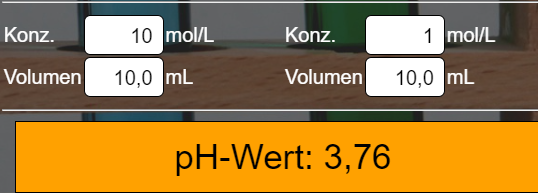 Konz. 10 mol/L Konz. 1 mol/L
Volumen 10,0 mL Volumen 10,0 mL
pH-Wert: 3,76